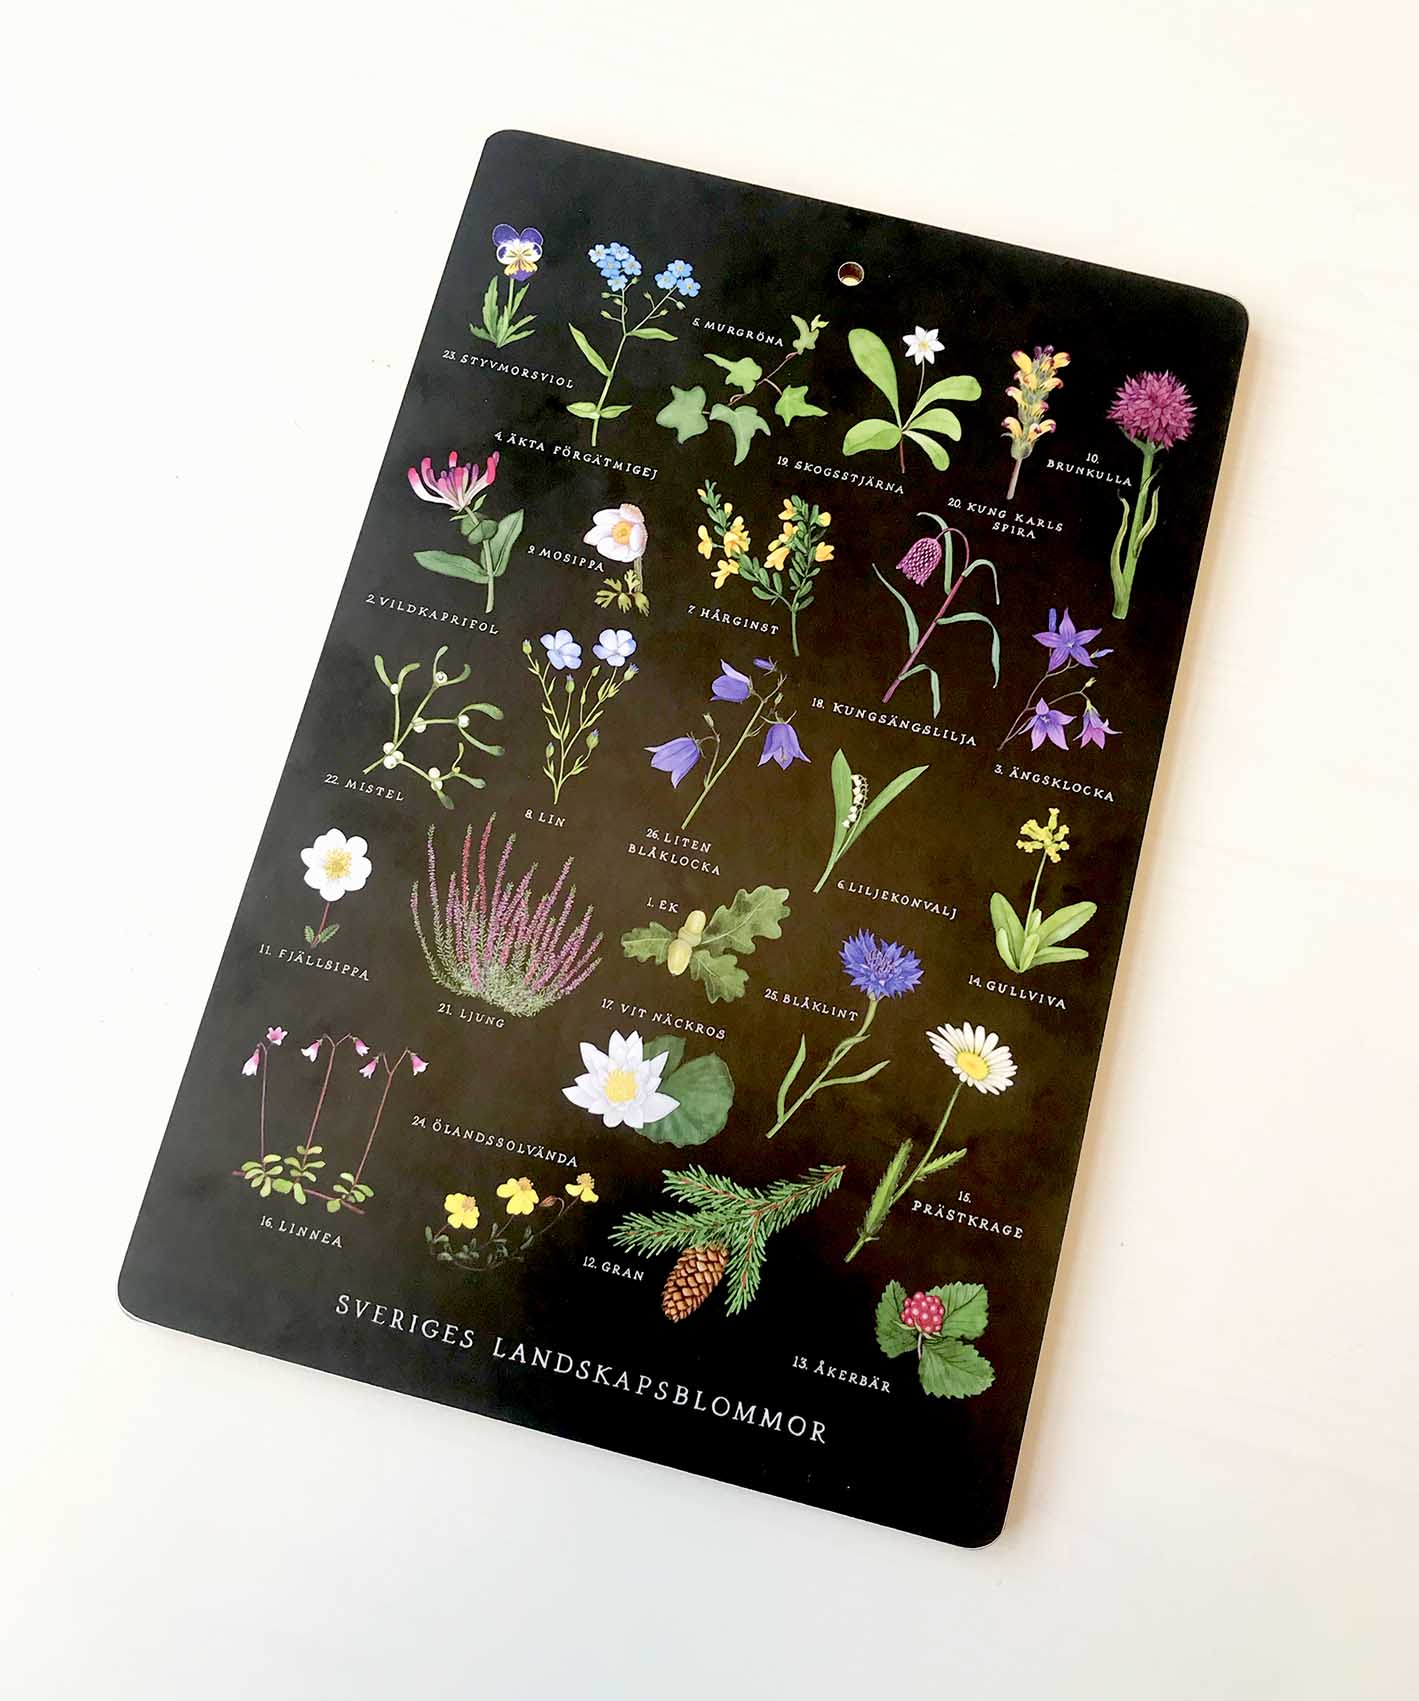 23. STYVMORSVIOL
4. ÄKTA FÖRGÄTMIGEJ
5. MURGRÖNA
19. SKOGSSTJÄRNA
20. KUNG KARLS
SPIRA
10.
BRUNKULLA
2. VILDKAPRIFOL
9. MOSIPPA
7. HÅRGINST
18. KUNGSÄNGSLILJA
3. ÄNGSKLOCKA
22. MISTEL
8. LIN
26. LITEN
BLÅKLOCKA
6. LILJEKONVALJ
14. GULLVIVA
11. FJÄLLSIPPA
21. LJUNG
1. EK
17. VIT NÄCKROS
25. BLÅKLINT
15.
PRÄSTKRAGE
16. LINNEA
24. ÖLANDSSOLVÄNDA
12. GRAN
13. ÅKERBÄR
SVERIGES LANDSKAPSBLOMMOR